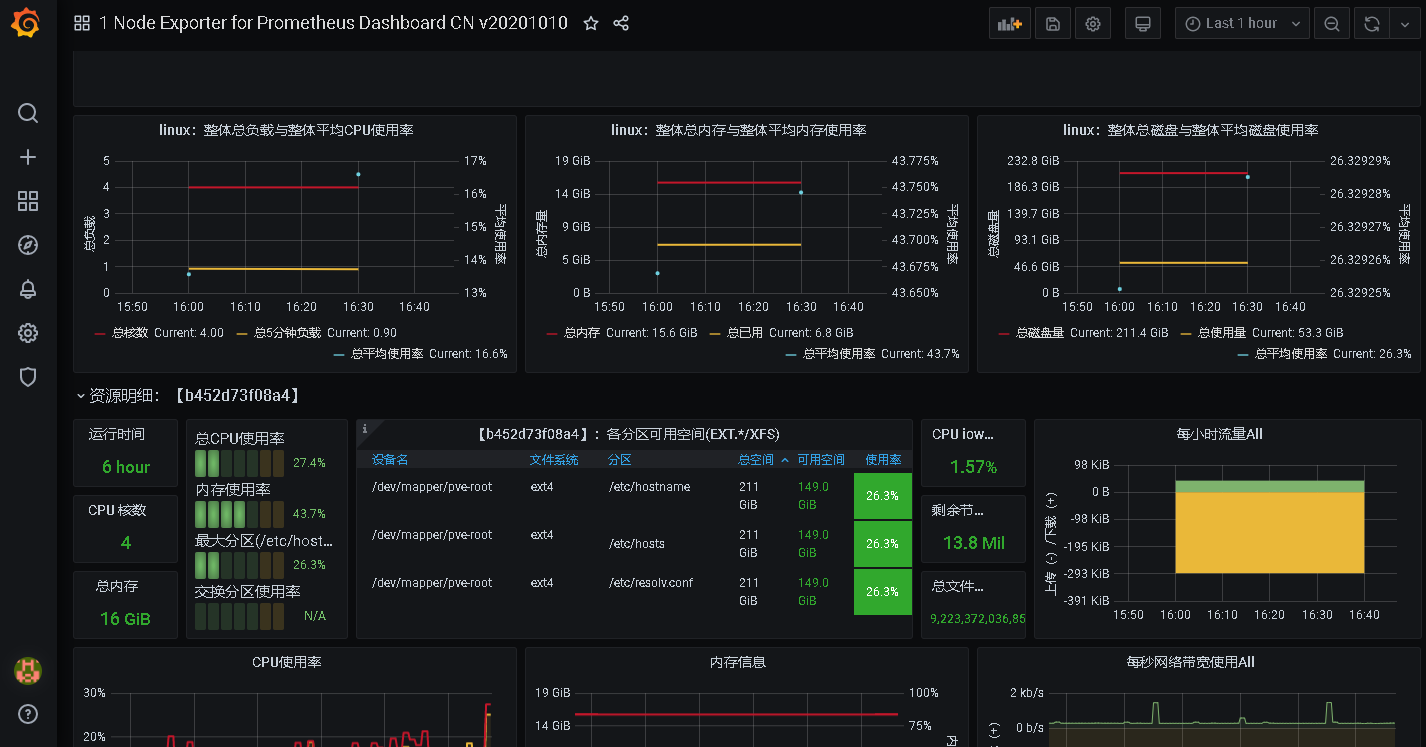 1 Node Exporter for Prometheus Dashboard CN v20201010
Last 1 hour
linux：整体总负载与整体平均CPU使用率
5
4
3
2
1
0
总负载
17%
16%
15%
14%
13%
平均使用率
15:50 16:00 16:10 16:20 16:30 16:40
总核数 Current: 4.00 总5分钟负载 Current: 0.90
总平均使用率 Current: 16.6%
linux：整体总内存与整体平均内存使用率
19 GiB
14 GiB
9 GiB
5 GiB
0 B
总内存量
43.775%
43.750%
43.725%
43.700%
43.675%
43.650%
平均使用率
15:50 16:00 16:10 16:20 16:30 16:40
总内存 Current: 15.6 GiB 总已用 Current: 6.8 GiB
总平均使用率 Current: 43.7%
linux：整体总磁盘与整体平均磁盘使用率
232.8 GiB
186.3 GiB
139.7 GiB
93.1 GiB
46.6 GiB
0 B
总磁盘量
26.32929%
26.32928%
26.32927%
26.32926%
26.32925%
平均使用率
15:50 16:00 16:10 16:20 16:30 16:40
总磁盘量 Current: 211.4 GiB 总使用量 Current: 53.3 GiB
总平均使用率 Current: 26.3%
资源明细：【b452d73f08a4】
运行时间
6 hour
CPU 核数
4
总内存
16 GiB
总CPU使用率
27.4%
内存使用率
43.7%
最大分区(/etc/host...
26.3%
交换分区使用率
N/A
i
【b452d73f08a4】：各分区可用空间(EXT.*/XFS)
设备名 文件系统 分区 总空间 可用空间 使用率
/dev/mapper/pve-root ext4 /etc/hostname 211 GiB 149.0 GiB 26.3%
/dev/mapper/pve-root ext4 /etc/hosts 211 GiB 149.0 GiB 26.3%
/dev/mapper/pve-root ext4 /etc/resolv.conf 211 GiB 149.0 GiB 26.3%
CPU iow...
1.57%
剩余节...
13.8 Mil
总文件...
9,223,372,036,85
每小时流量All
98 KiB
0 B
-98 KiB
-195 KiB
-293 KiB
-391 KiB
上传（-）/下载（+）
15:50 16:00 16:10 16:20 16:30 16:40
CPU使用率
30%
20%
内存信息
19 GiB
14 GiB
100%
75%
每秒网络带宽使用All
2 kb/s
0 b/s
（+）